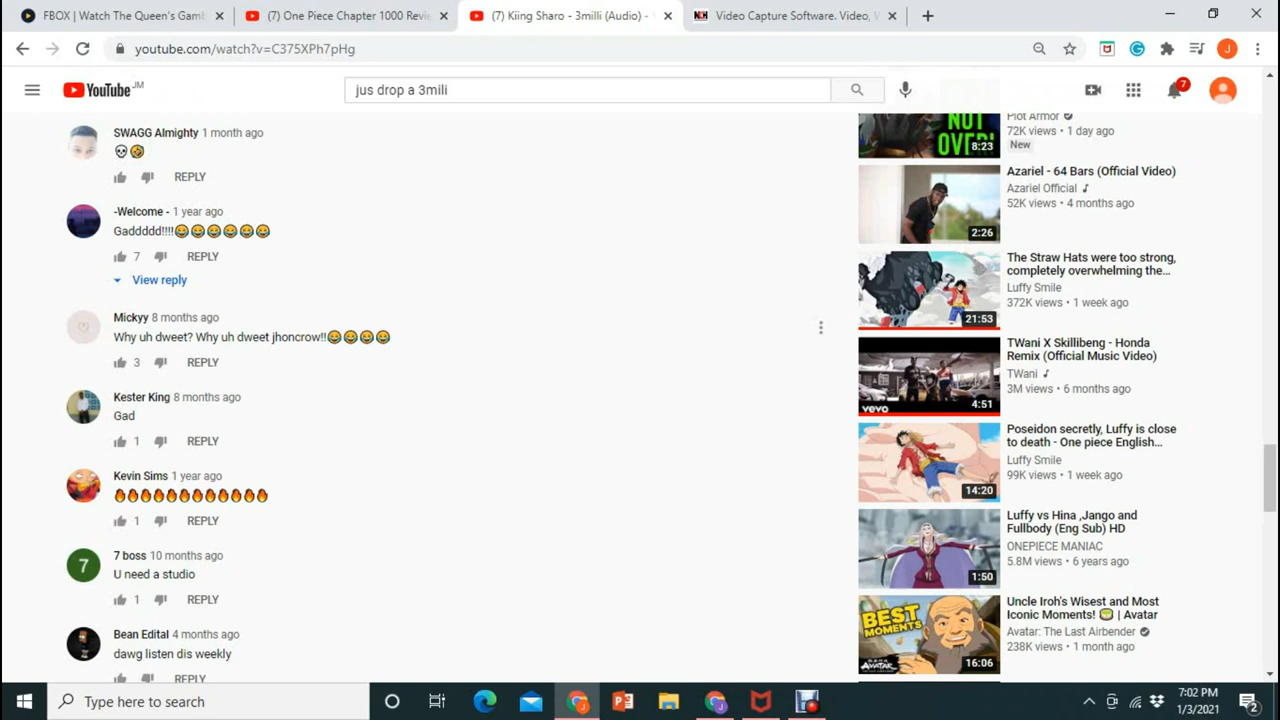 FBOX | Watch The Queen's Gamb
(7) One Piece Chapter 1000 Revie
(7) Kiing Sharo - 3milli (Audio) -
Video Capture Software. Video, V
youtube.com/watch?v=C375XPh7pHg
YouTube JM
jus drop a 3mili
7
SWAGG Almighty 1 month ago
💀🤣
REPLY
-Welcome - 1 year ago
Gaddddd!!!!😂😂😂😂😂😂
7 REPLY
View reply
Mickyy 8 months ago
Why uh dweet? Why uh dweet jhoncrow!!😂😂😂😂
3 REPLY
Kester King 8 months ago
Gad
1 REPLY
Kevin Sims 1 year ago
🔥🔥🔥🔥🔥🔥🔥🔥🔥🔥🔥🔥
1 REPLY
7
7 boss 10 months ago
U need a studio
1 REPLY
Bean Edital 4 months ago
dawg listen dis weekly
REPLY
NOT
OVER!
8:23
Plot Armor
72K views • 1 day ago
New
2:26
Azariel - 64 Bars (Official Video)
Azariel Official
52K views • 4 months ago
21:53
The Straw Hats were too strong,
completely overwhelming the...
Luffy Smile
372K views • 1 week ago
vevo
4:51
TWani X Skillibeng - Honda
Remix (Official Music Video)
TWani
3M views • 6 months ago
14:20
Poseidon secretly, Luffy is close
to death - One piece English...
Luffy Smile
99K views • 1 week ago
1:50
Luffy vs Hina ,Jango and
Fullbody (Eng Sub) HD
ONEPIECE MANIAC
5.8M views • 6 years ago
BEST
MOMENTS
AVATAR
16:06
Uncle Iroh's Wisest and Most
Iconic Moments! 🍵 | Avatar
Avatar: The Last Airbender
238K views • 1 month ago
Type here to search
7:02 PM
1/3/2021
2